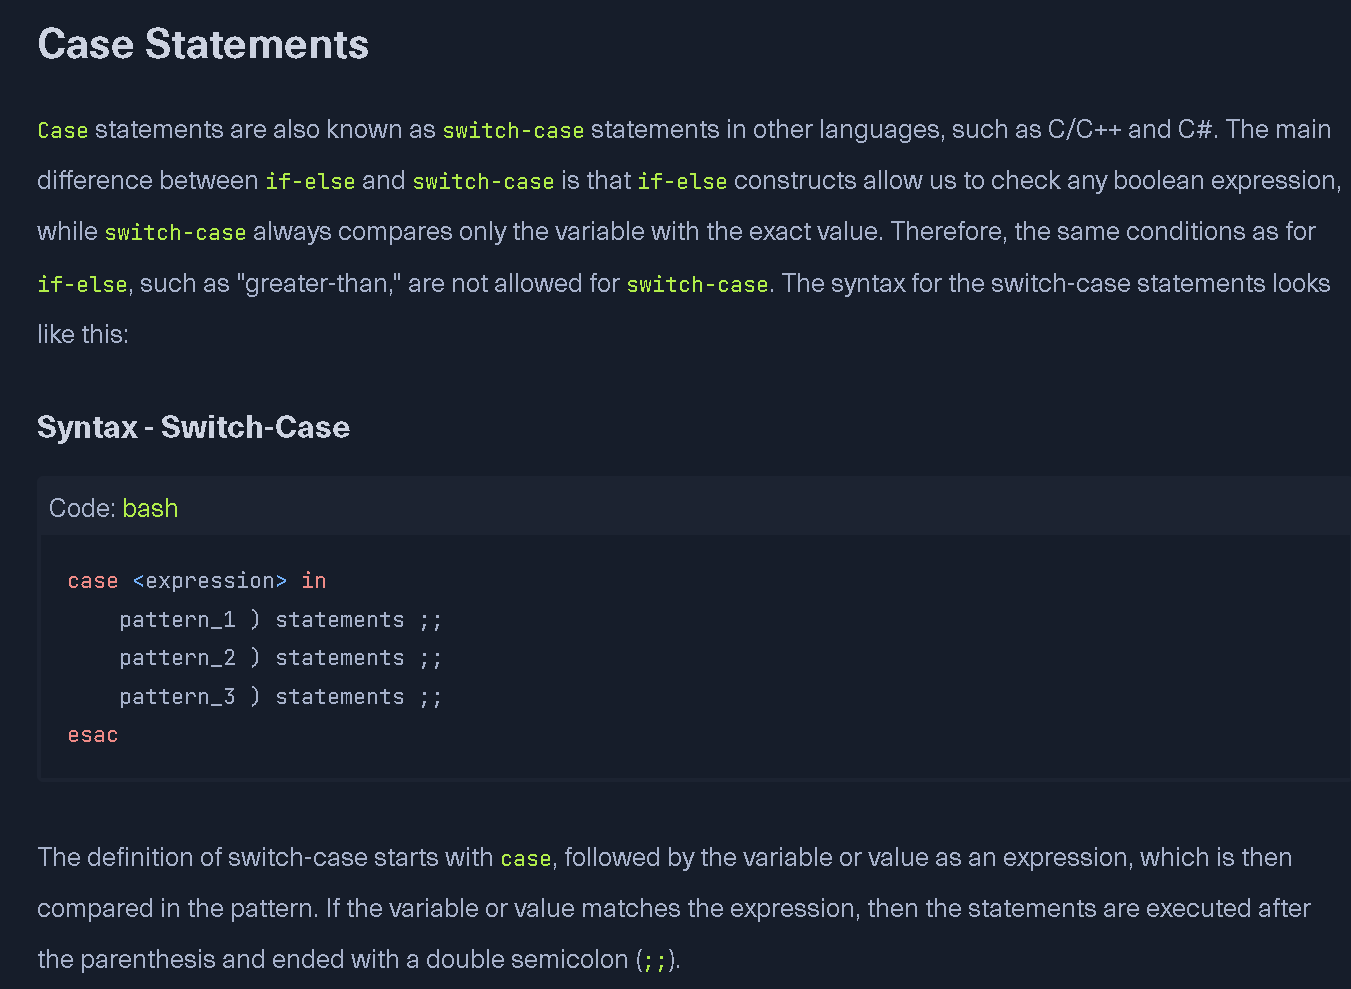 Case Statements
Case statements are also known as switch-case statements in other languages, such as C/C++ and C#. The main
difference between if-else and switch-case is that if-else constructs allow us to check any boolean expression,
while switch-case always compares only the variable with the exact value. Therefore, the same conditions as for
if-else, such as "greater-than," are not allowed for switch-case. The syntax for the switch-case statements looks
like this:
Syntax - Switch-Case
Code: bash
case <expression> in
    pattern_1 ) statements ;;
    pattern_2 ) statements ;;
    pattern_3 ) statements ;;
esac
The definition of switch-case starts with case, followed by the variable or value as an expression, which is then
compared in the pattern. If the variable or value matches the expression, then the statements are executed after
the parenthesis and ended with a double semicolon (;;).